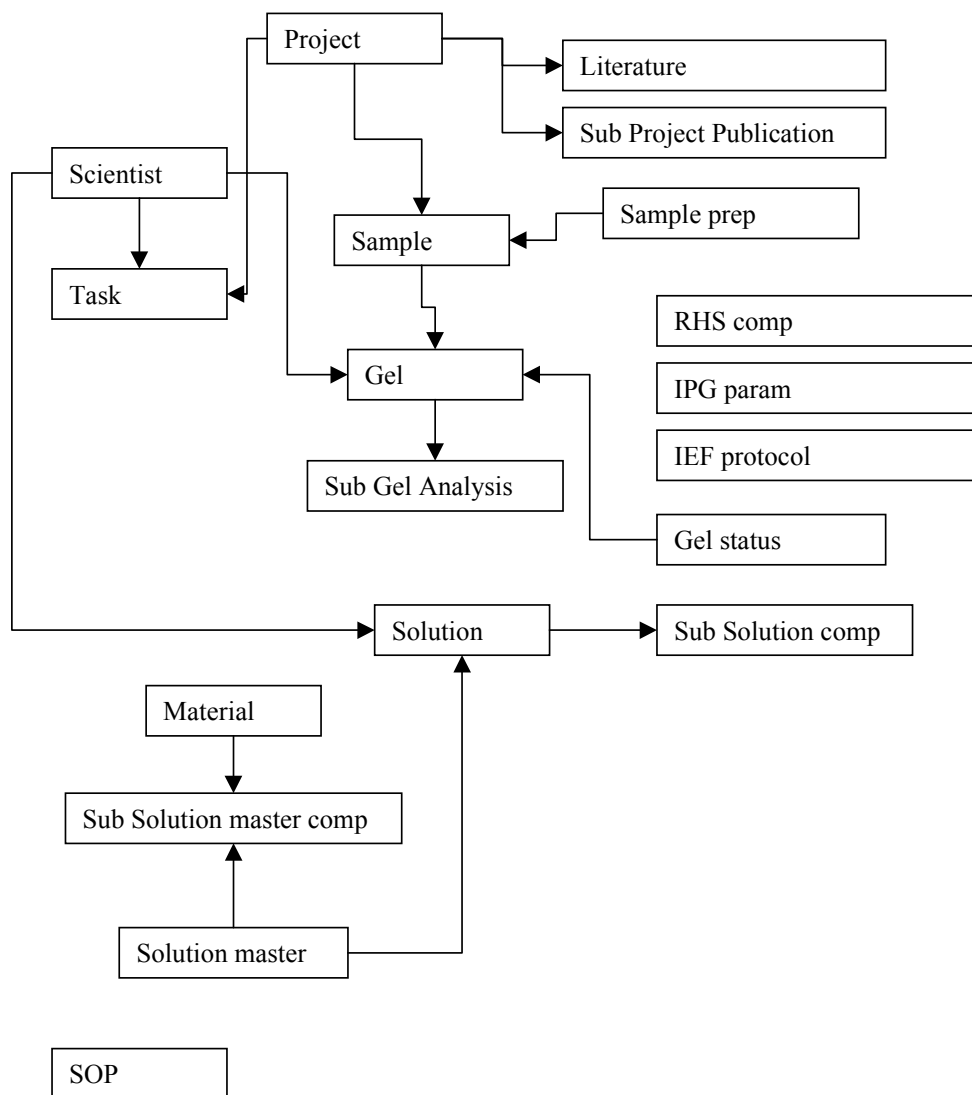 Project
Literature
Sub Project Publication
Scientist
Sample prep
Sample
Task
RHS comp
Gel
IPG param
IEF protocol
Sub Gel Analysis
Gel status
Solution
Sub Solution comp
Material
Sub Solution master comp
Solution master
SOP